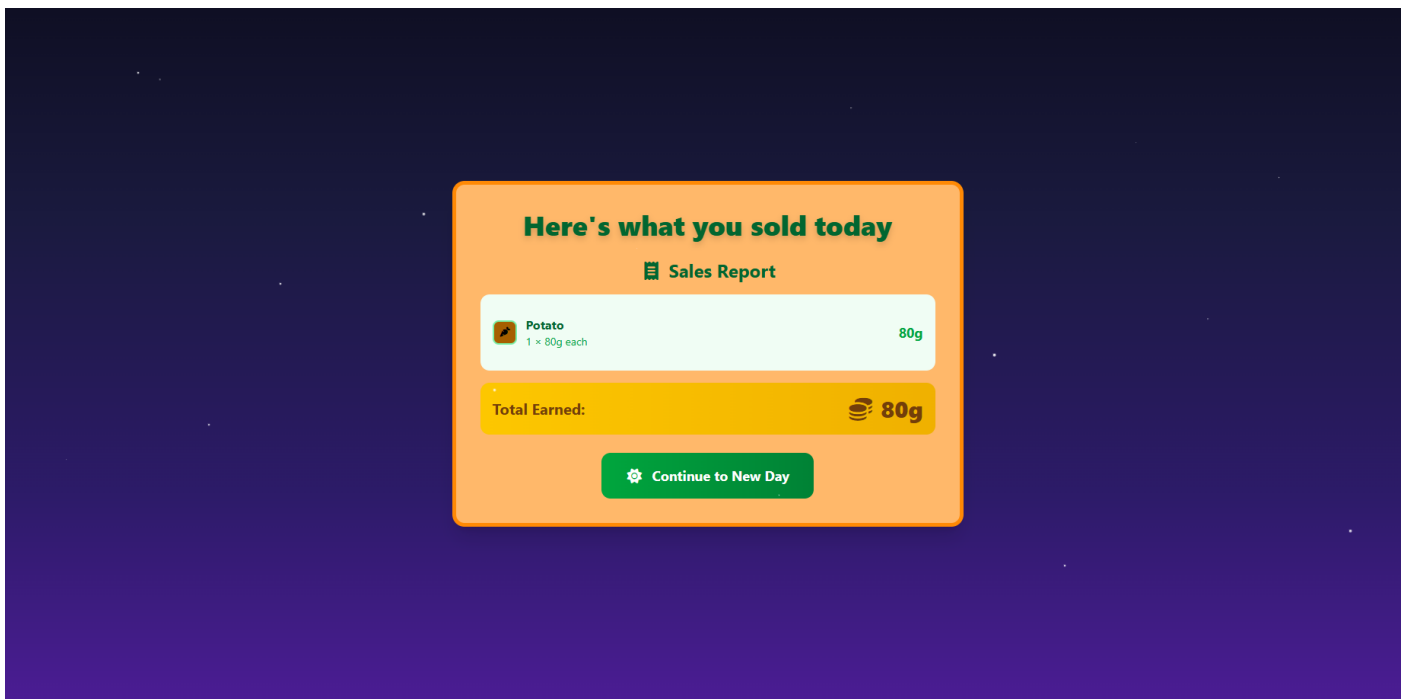 Here's what you sold today
Sales Report
Potato
1 × 80g each
80g
Total Earned:
80g
Continue to New Day